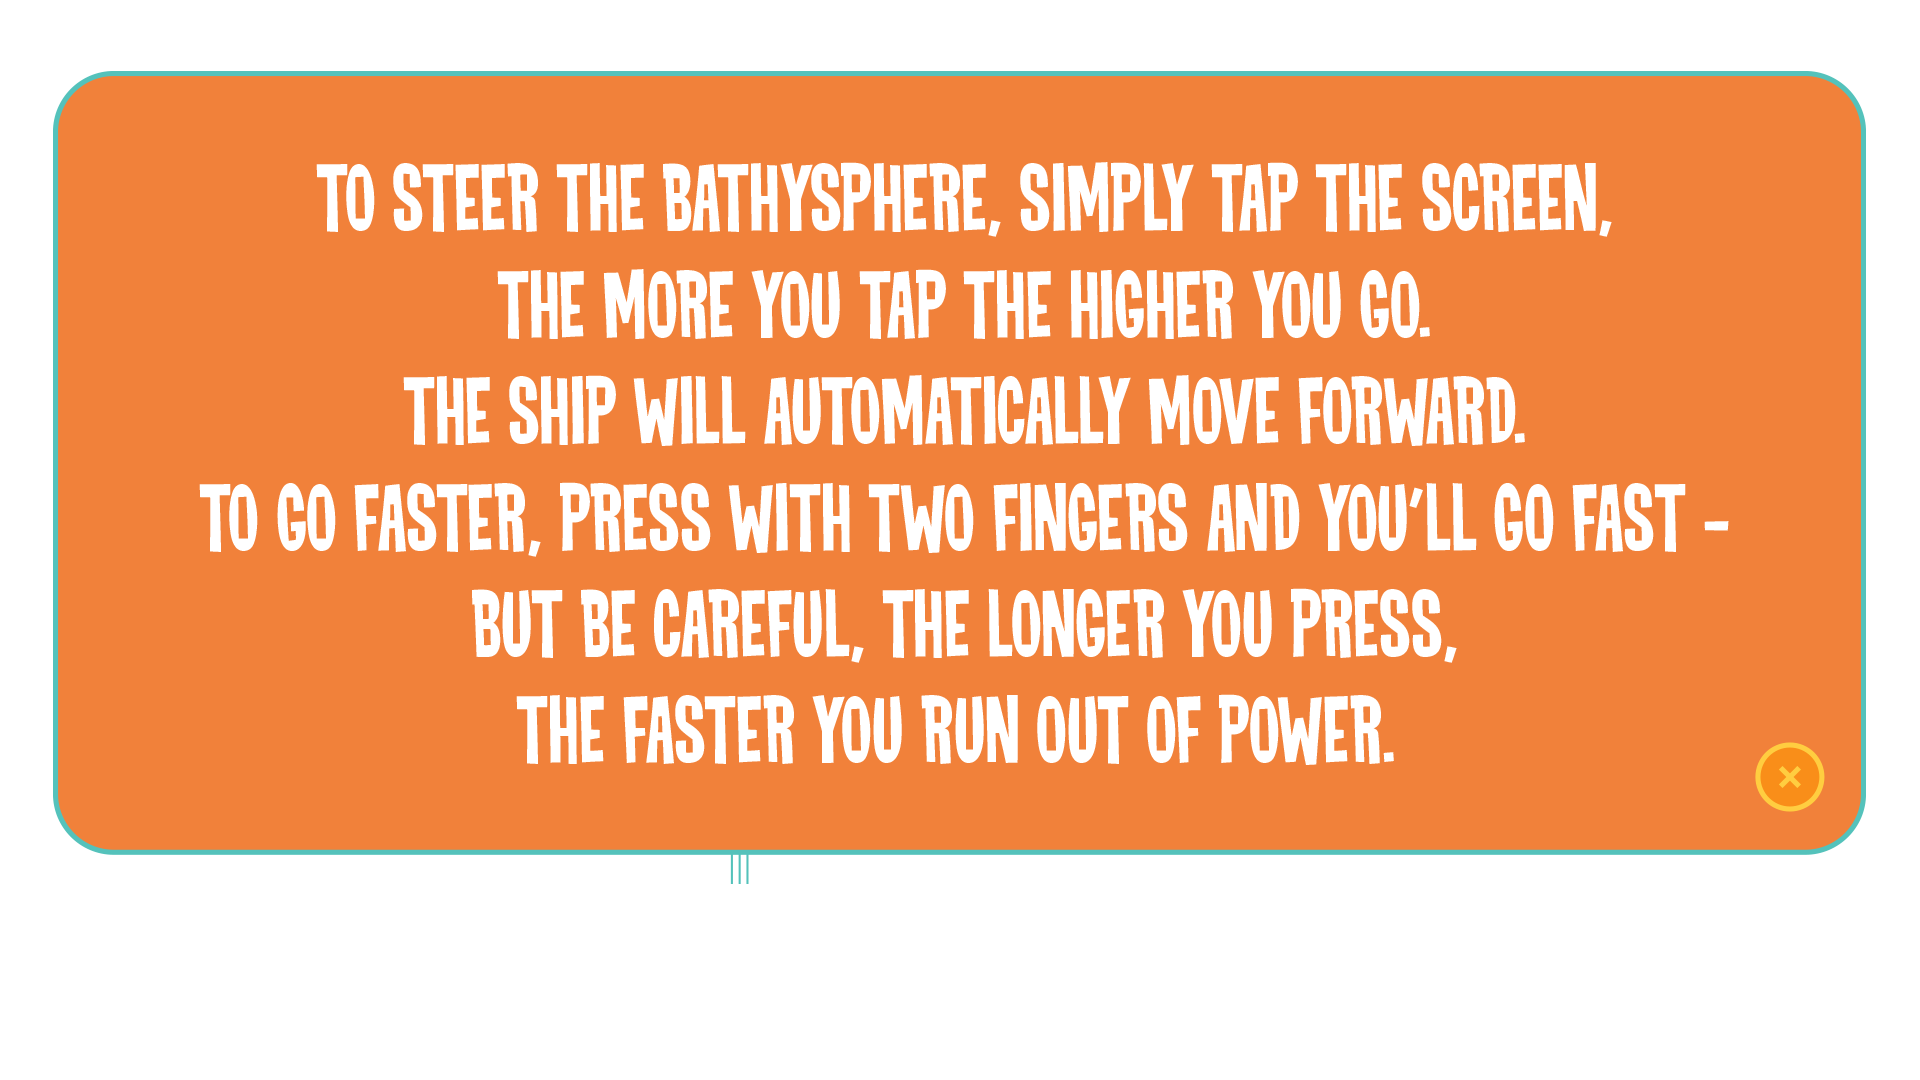 TO STEER THE BATHYSPHERE, SIMPLY TAP THE SCREEN,
THE MORE YOU TAP THE HIGHER YOU GO.
THE SHIP WILL AUTOMATICALLY MOVE FORWARD.
TO GO FASTER, PRESS WITH TWO FINGERS AND YOU'LL GO FAST –
BUT BE CAREFUL, THE LONGER YOU PRESS,
THE FASTER YOU RUN OUT OF POWER.